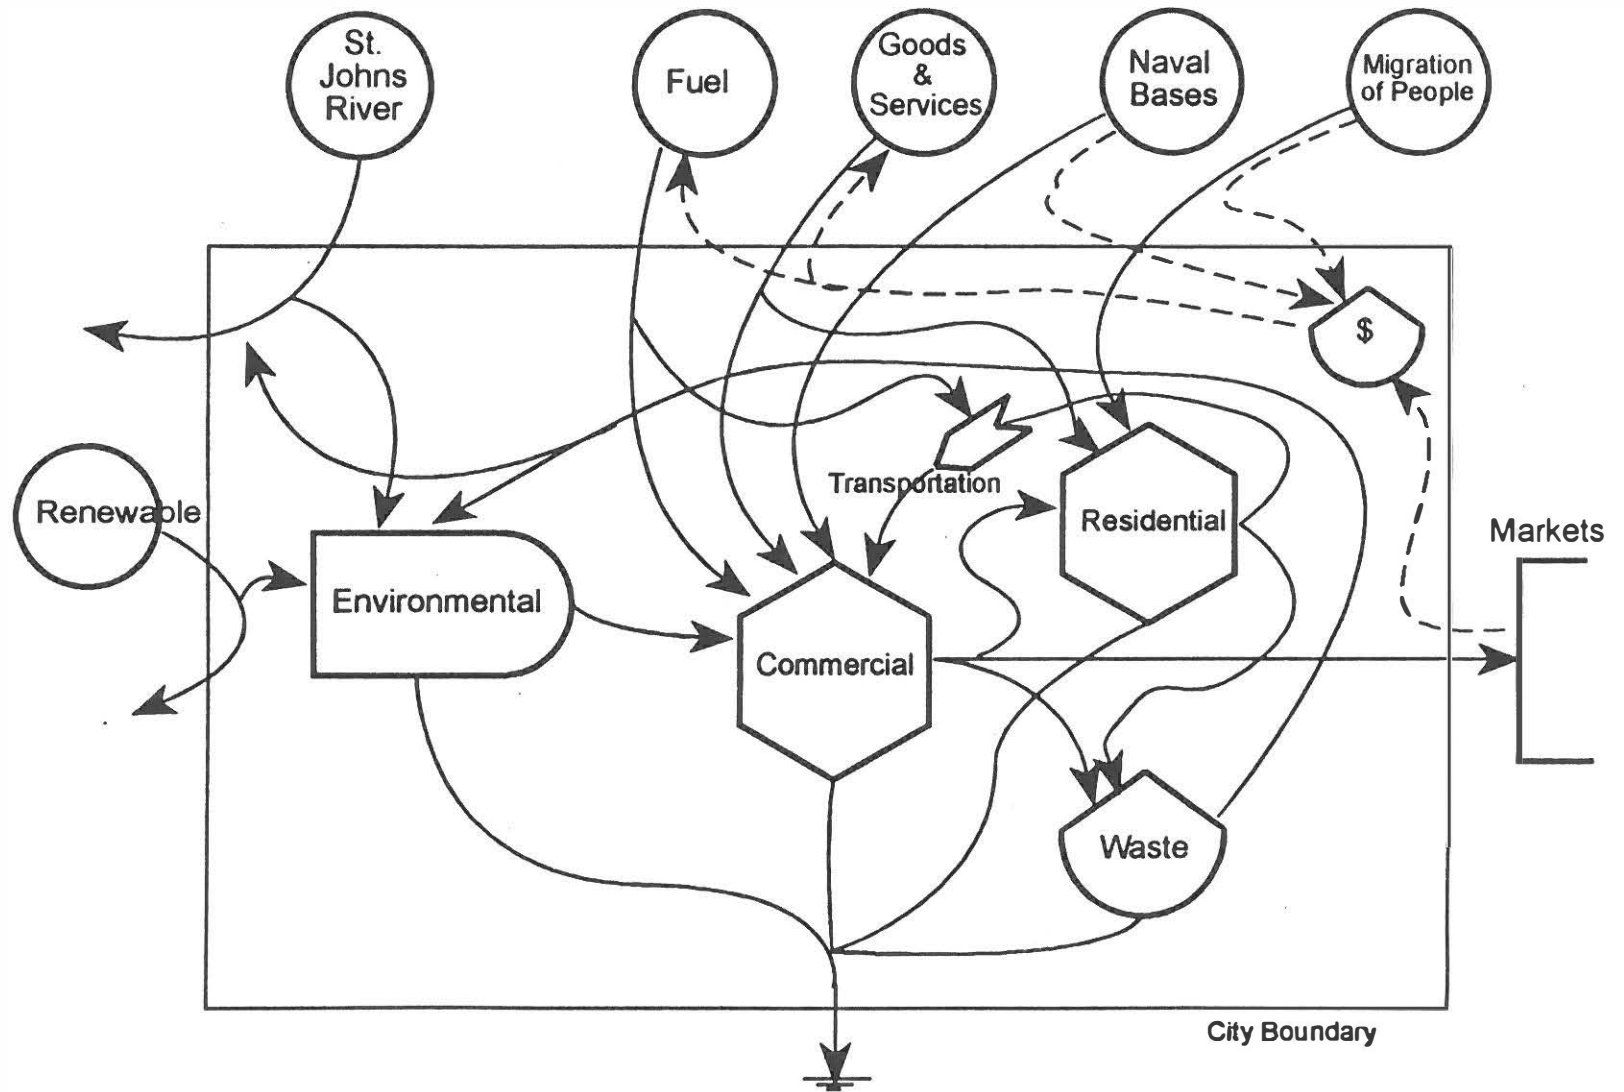 St.
Johns
River
Fuel
Goods
&
Services
Naval
Bases
Migration
of People
$
Renewable
Transportation
Residential
Markets
Environmental
Commercial
Waste
City Boundary